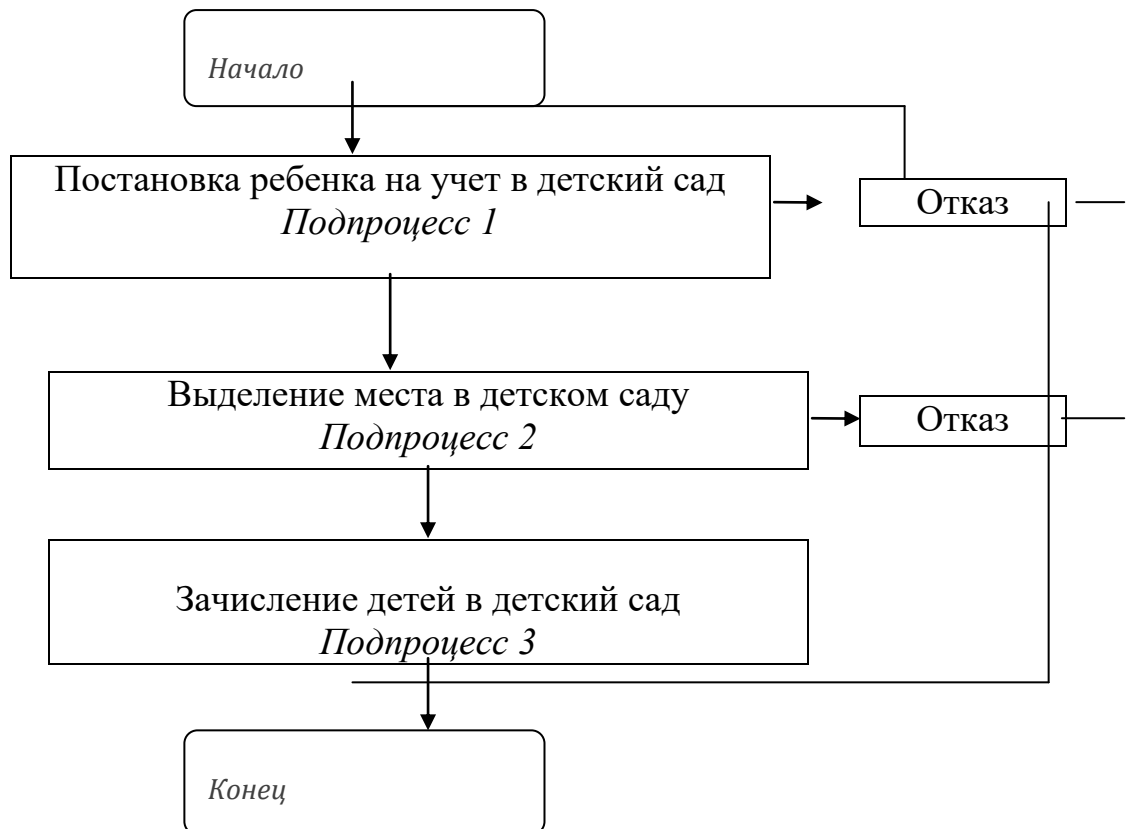 Начало
Постановка ребенка на учет в детский сад
Подпроцесс 1
Отказ
Выделение места в детском саду
Подпроцесс 2
Отказ
Зачисление детей в детский сад
Подпроцесс 3
Конец